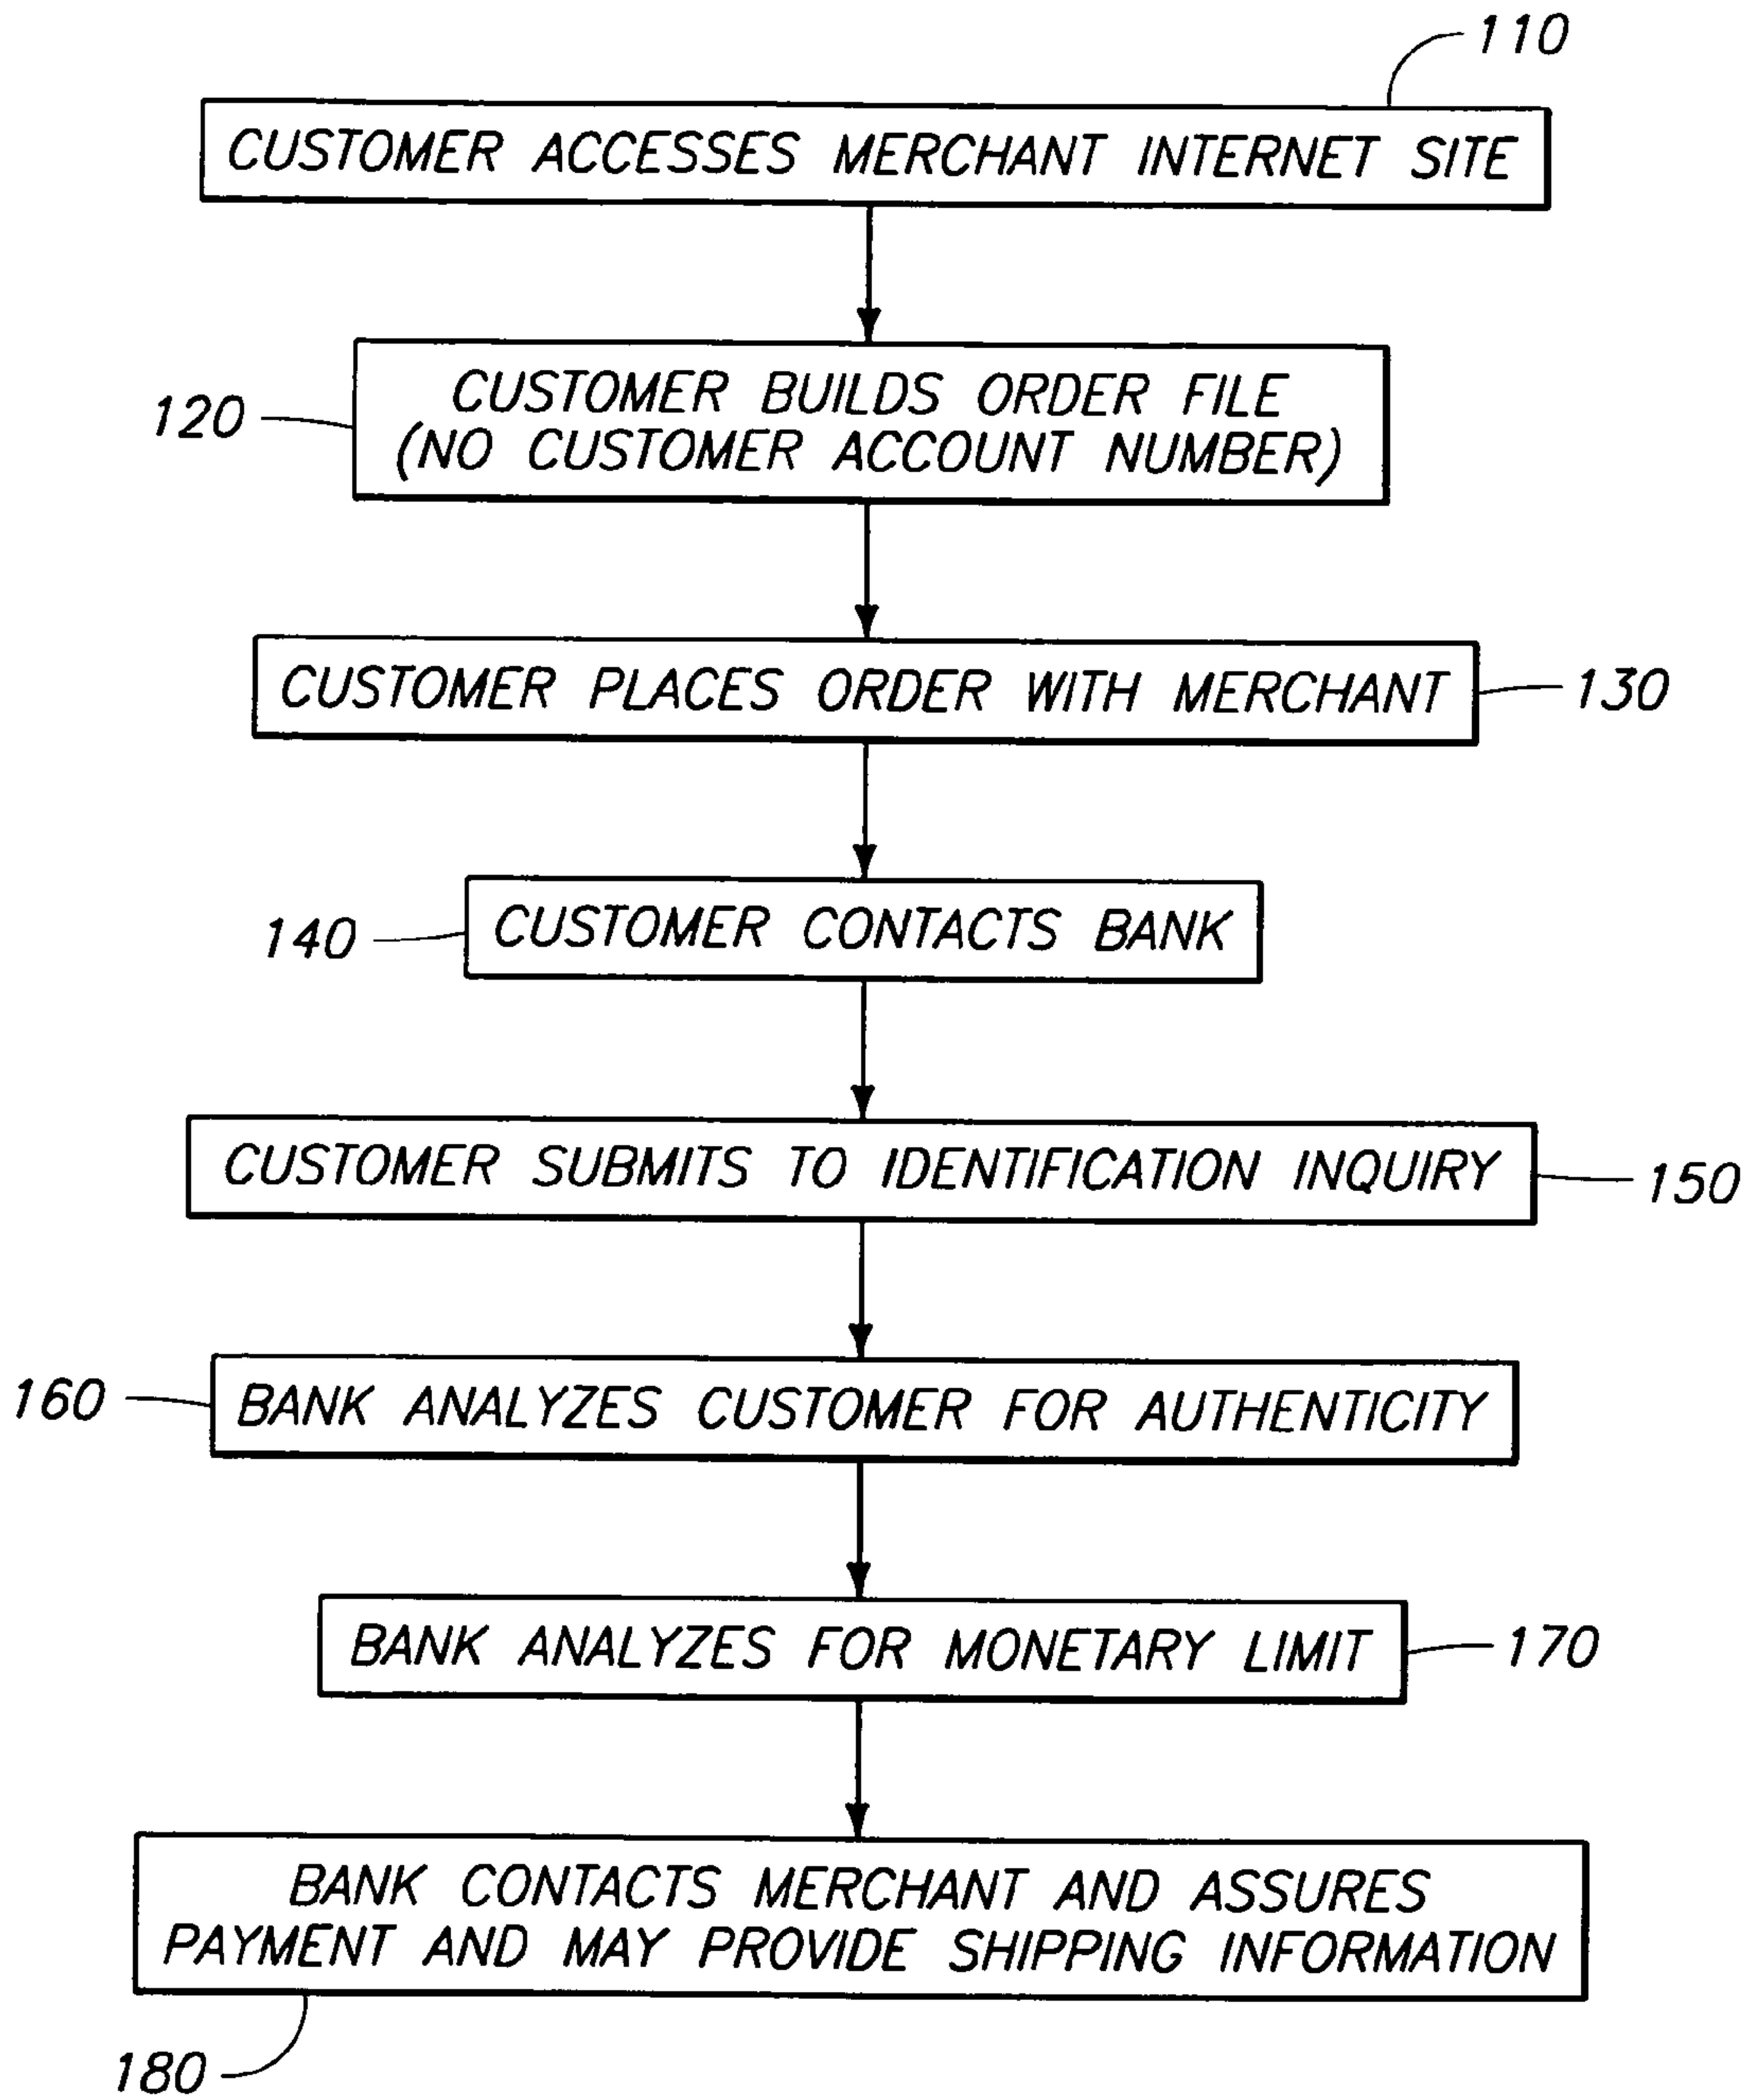 110
CUSTOMER ACCESSES MERCHANT INTERNET SITE
120
CUSTOMER BUILDS ORDER FILE
(NO CUSTOMER ACCOUNT NUMBER)
CUSTOMER PLACES ORDER WITH MERCHANT
130
140
CUSTOMER CONTACTS BANK
CUSTOMER SUBMITS TO IDENTIFICATION INQUIRY
150
160
BANK ANALYZES CUSTOMER FOR AUTHENTICITY
BANK ANALYZES FOR MONETARY LIMIT
170
BANK CONTACTS MERCHANT AND ASSURES
PAYMENT AND MAY PROVIDE SHIPPING INFORMATION
180